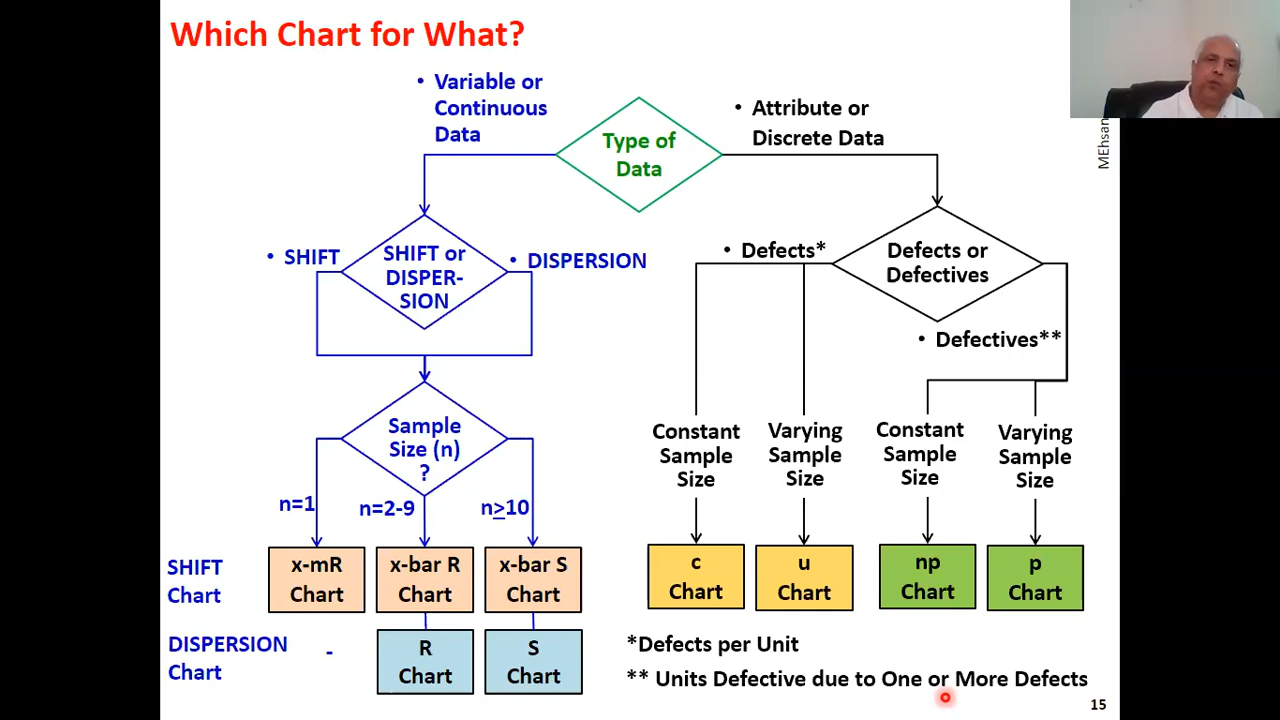 Which Chart for What?
• Variable or
Continuous
Data
Type of
Data
• Attribute or
Discrete Data
MEhsan
• SHIFT
SHIFT or
DISPER-
SION
• DISPERSION
• Defects*
Defects or
Defectives
• Defectives**
Sample
Size (n)
?
n=1
n=2-9
n≥10
Constant
Sample
Size
Varying
Sample
Size
Constant
Sample
Size
Varying
Sample
Size
SHIFT
Chart
x-mR
Chart
x-bar R
Chart
x-bar S
Chart
c
Chart
u
Chart
np
Chart
p
Chart
DISPERSION
Chart
-
R
Chart
S
Chart
*Defects per Unit
** Units Defective due to One or More Defects
15